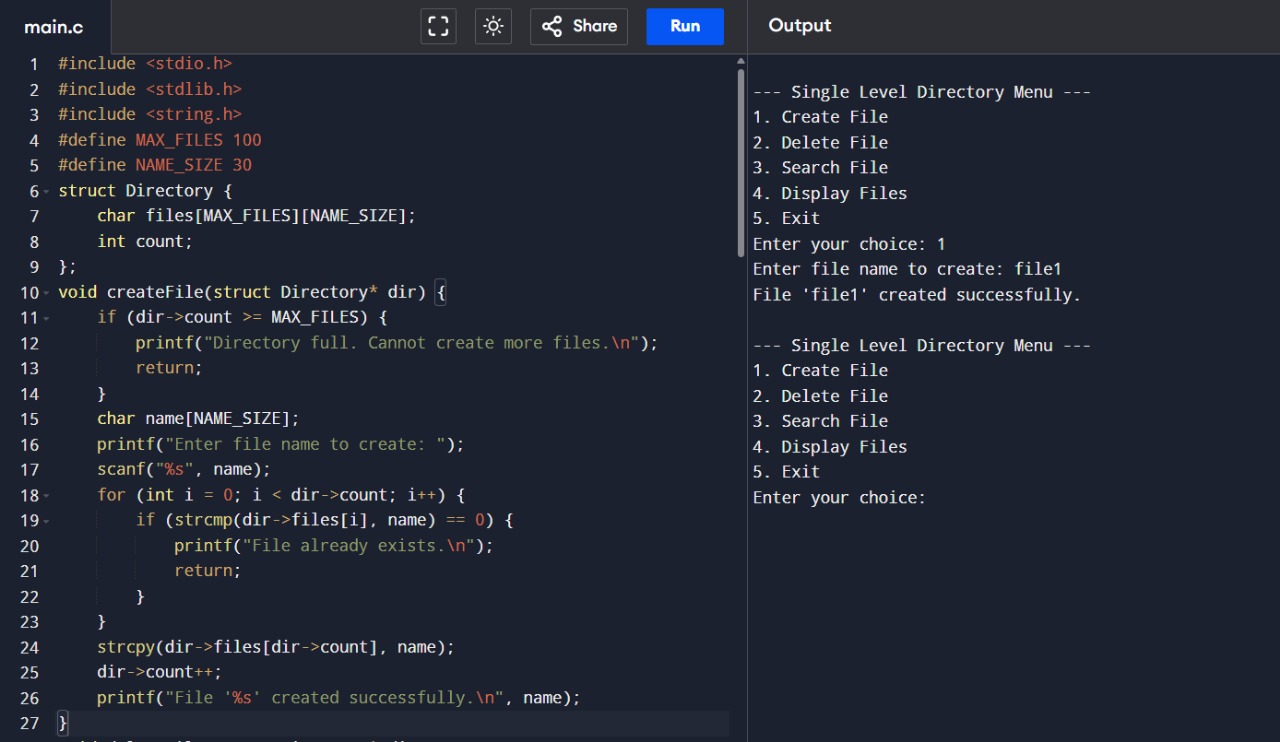 main.c
Share
Run
Output
1 #include <stdio.h>
2 #include <stdlib.h>
3 #include <string.h>
4 #define MAX_FILES 100
5 #define NAME_SIZE 30
6 struct Directory {
7     char files[MAX_FILES][NAME_SIZE];
8     int count;
9 };
10 void createFile(struct Directory* dir) {
11     if (dir->count >= MAX_FILES) {
12         printf("Directory full. Cannot create more files.\n");
13         return;
14     }
15     char name[NAME_SIZE];
16     printf("Enter file name to create: ");
17     scanf("%s", name);
18     for (int i = 0; i < dir->count; i++) {
19         if (strcmp(dir->files[i], name) == 0) {
20             printf("File already exists.\n");
21             return;
22         }
23     }
24     strcpy(dir->files[dir->count], name);
25     dir->count++;
26     printf("File '%s' created successfully.\n", name);
27 }
--- Single Level Directory Menu ---
1. Create File
2. Delete File
3. Search File
4. Display Files
5. Exit
Enter your choice: 1
Enter file name to create: file1
File 'file1' created successfully.
--- Single Level Directory Menu ---
1. Create File
2. Delete File
3. Search File
4. Display Files
5. Exit
Enter your choice: